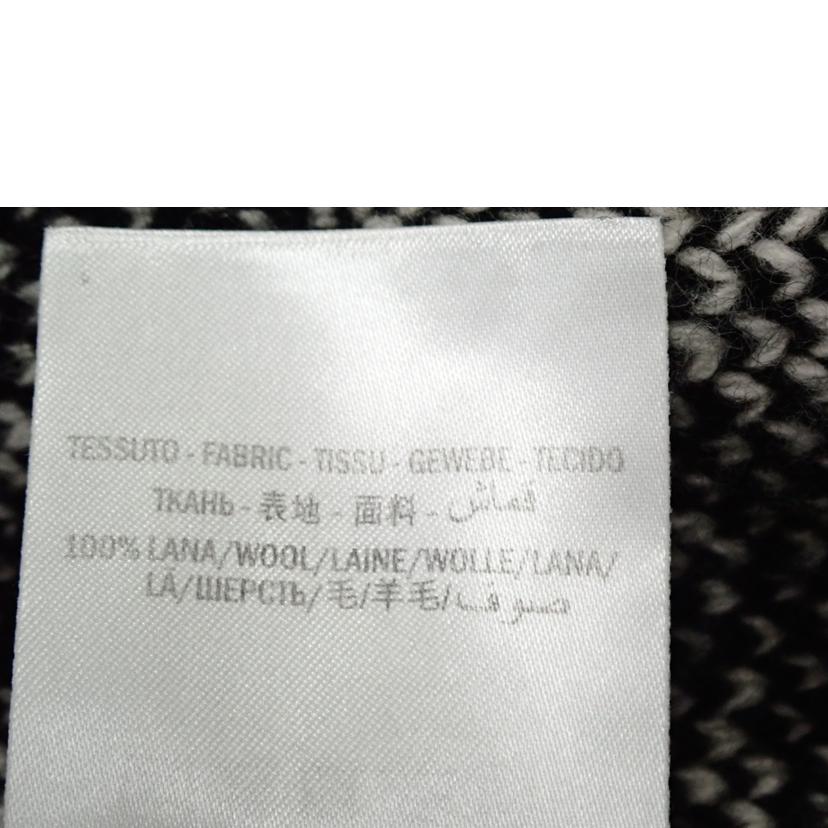 TESSUTO - FABRIC - TISSU - GEWEBE - TECIDO
ТКАНЬ - 表地 - 面料 - قماش
100% LANA/WOOL/LAINE/WOLLE/LANA/
LÃ/ШЕРСТЬ/毛/羊毛/صوف